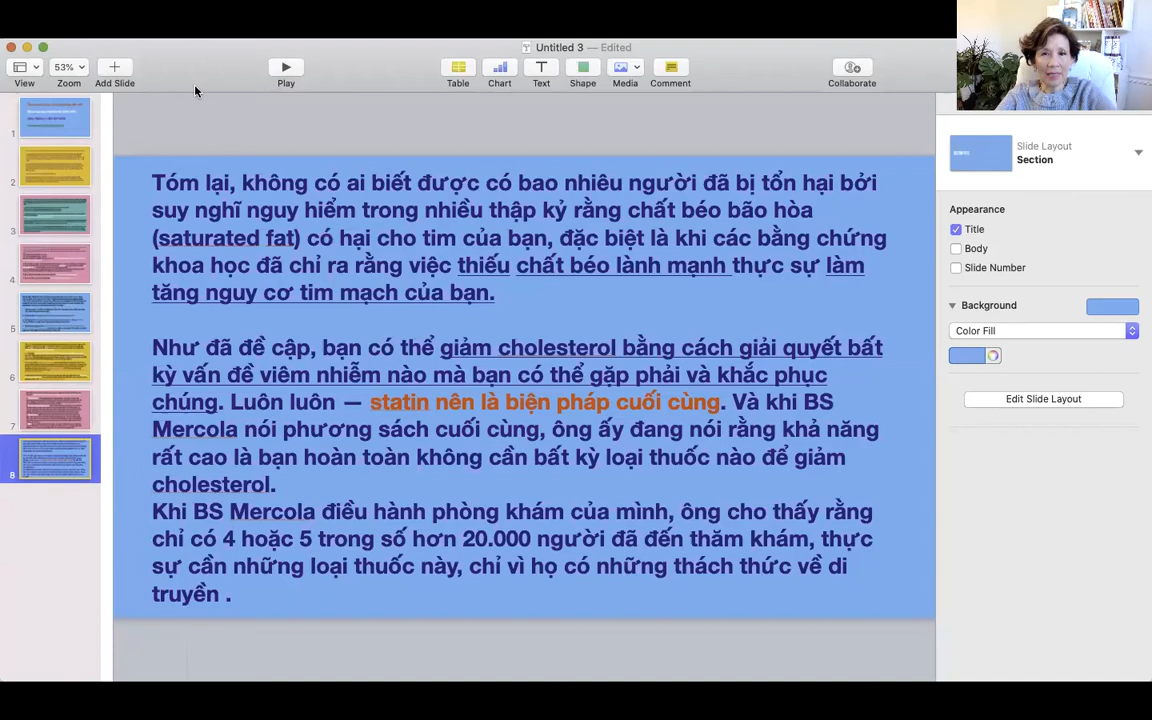 Untitled 3 — Edited
53%
View
Zoom
Add Slide
Play
Table
Chart
Text
Shape
Media
Comment
Collaborate
1
2
3
4
5
6
7
8
Tóm lại, không có ai biết được có bao nhiêu người đã bị tổn hại bởi
suy nghĩ nguy hiểm trong nhiều thập kỷ rằng chất béo bão hòa
(saturated fat) có hại cho tim của bạn, đặc biệt là khi các bằng chứng
khoa học đã chỉ ra rằng việc thiếu chất béo lành mạnh thực sự làm
tăng nguy cơ tim mạch của bạn.
Như đã đề cập, bạn có thể giảm cholesterol bằng cách giải quyết bất
kỳ vấn đề viêm nhiễm nào mà bạn có thể gặp phải và khắc phục
chúng. Luôn luôn — statin nên là biện pháp cuối cùng. Và khi BS
Mercola nói phương sách cuối cùng, ông ấy đang nói rằng khả năng
rất cao là bạn hoàn toàn không cần bất kỳ loại thuốc nào để giảm
cholesterol.
Khi BS Mercola điều hành phòng khám của mình, ông cho thấy rằng
chỉ có 4 hoặc 5 trong số hơn 20.000 người đã đến thăm khám, thực
sự cần những loại thuốc này, chỉ vì họ có những thách thức về di
truyền .
Slide Layout
Section
Appearance
Title
Body
Slide Number
Background
Color Fill
Edit Slide Layout